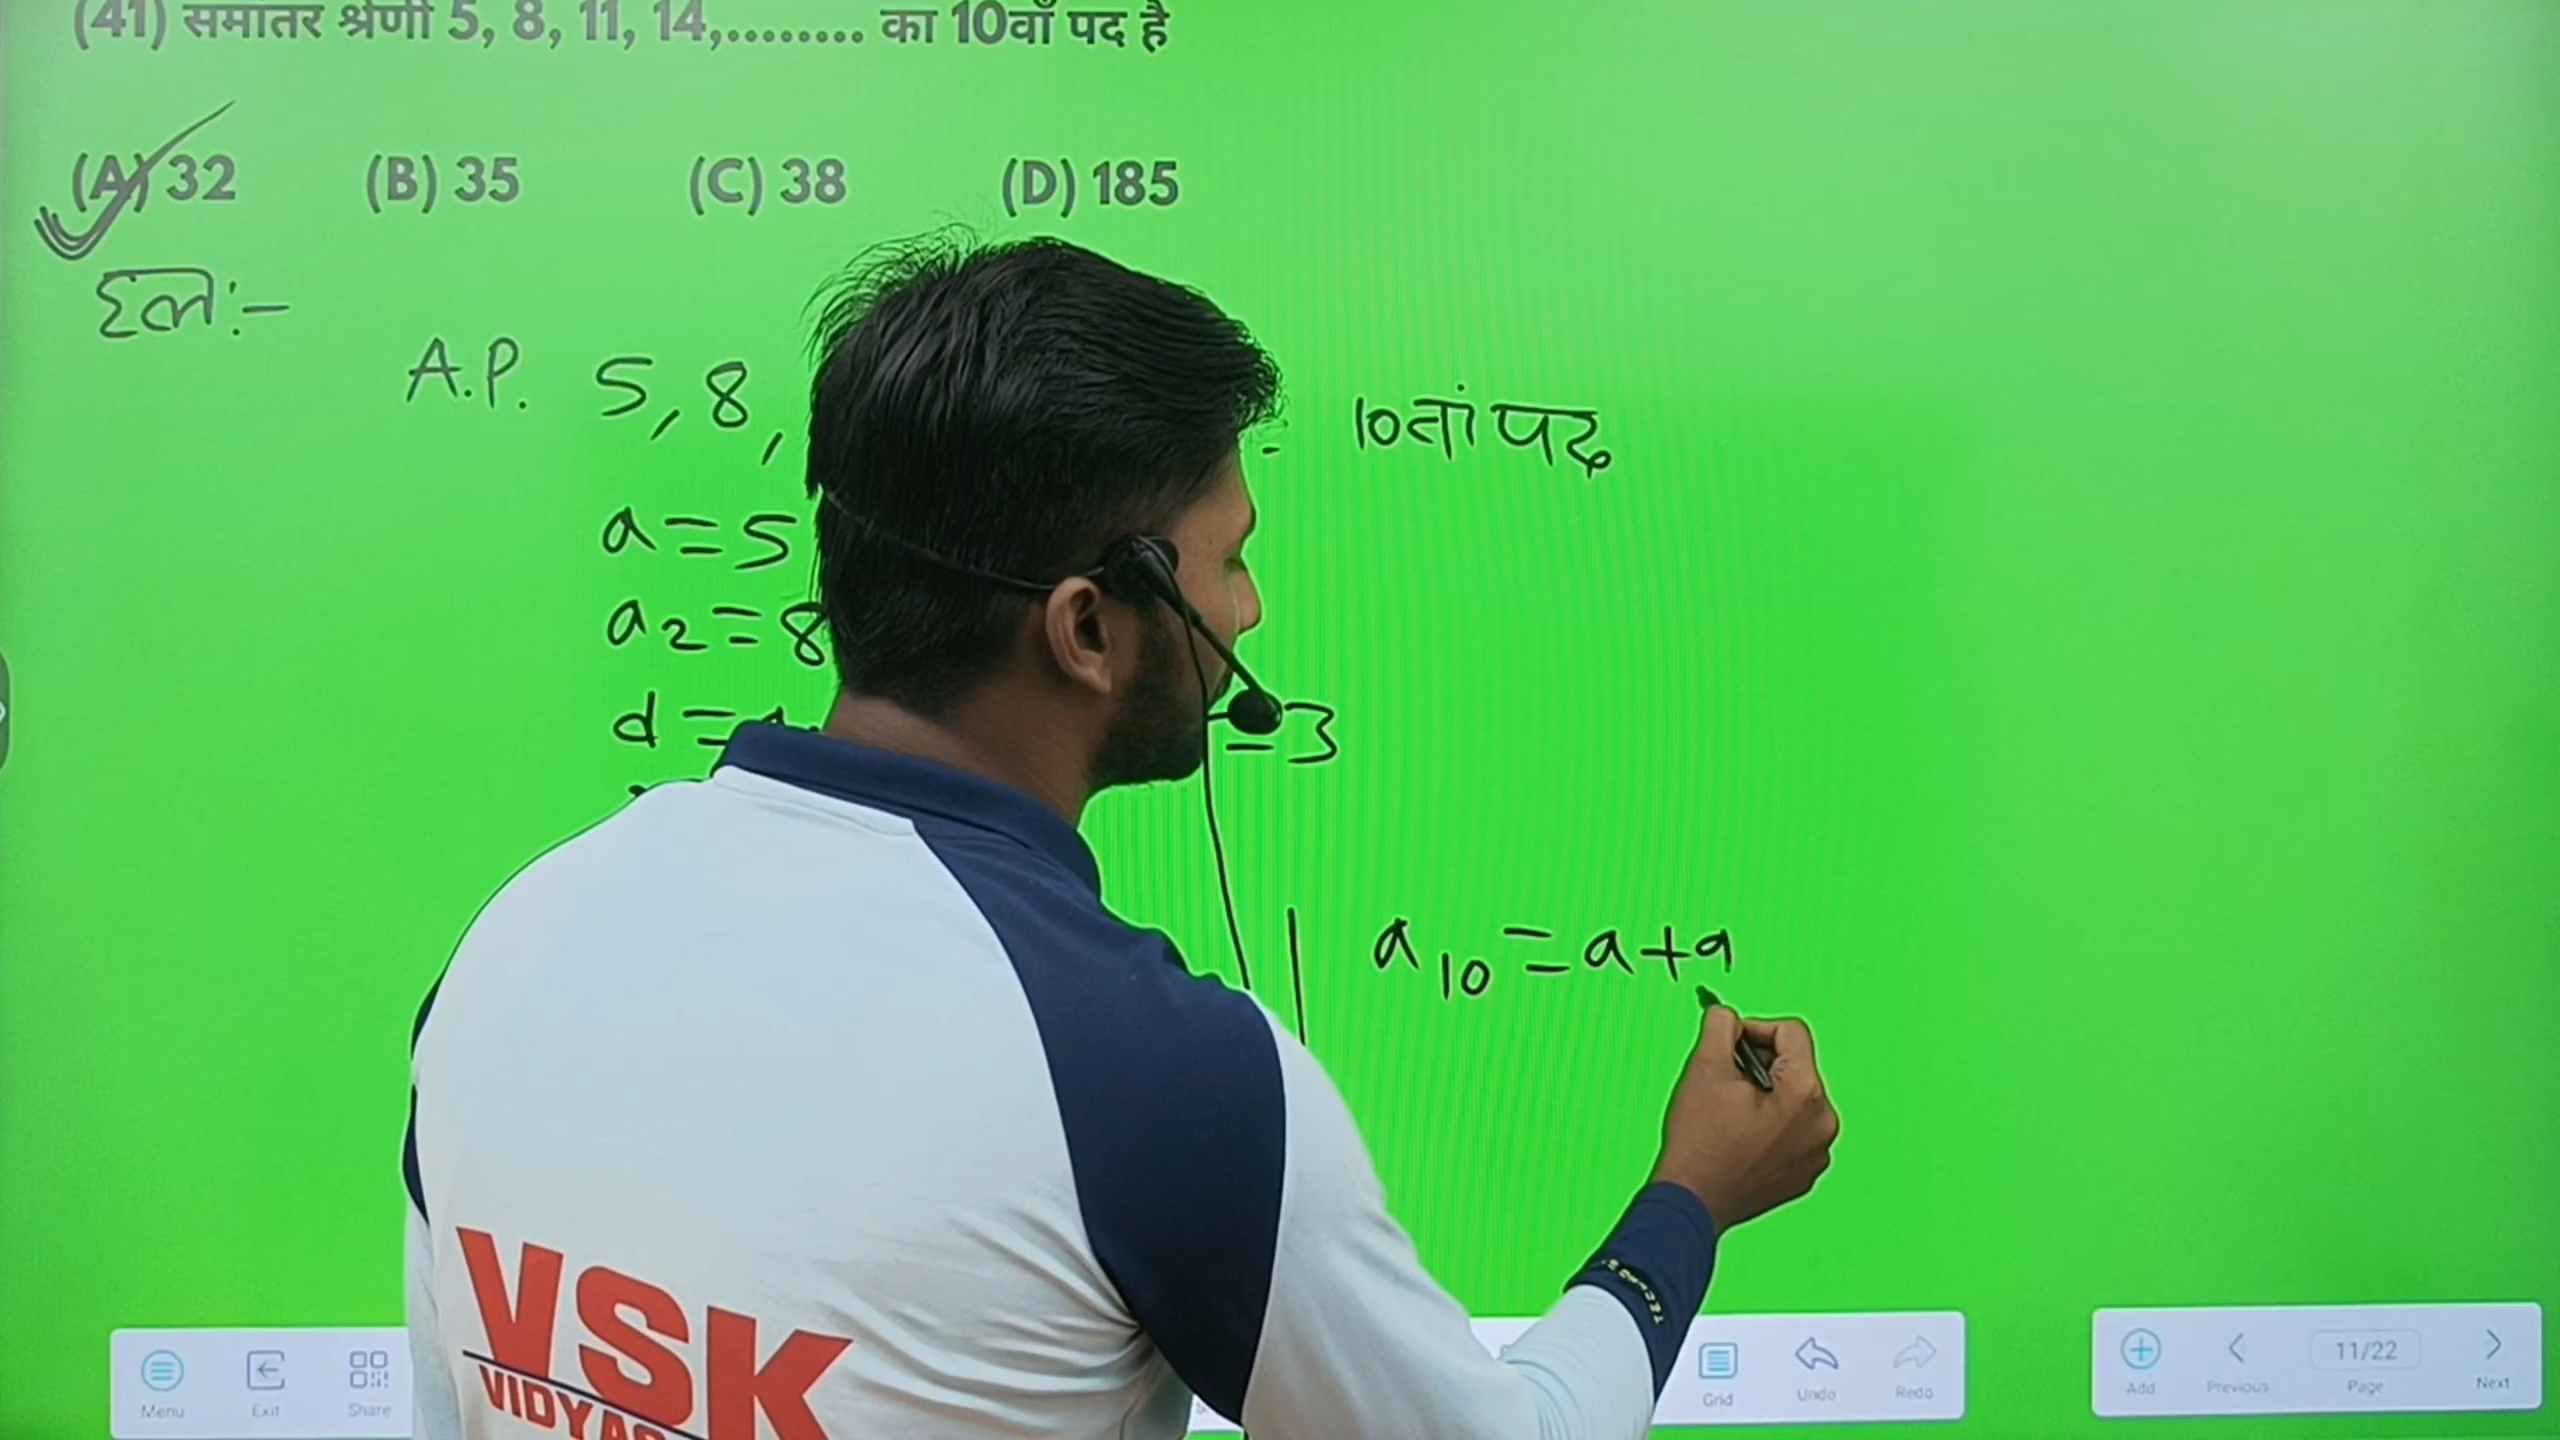 (41) समांतर श्रेणी 5, 8, 11, 14,........ का 10वाँ पद है
(A) 32 (B) 35 (C) 38 (D) 185
हल:-
A.P. 5, 8, 10वां पद
a = 5
a2 = 8
d = = 3
a10 = a + 9
VSK
Menu Exit Share Grid Undo Redo Add Previous 11/22 Page Next